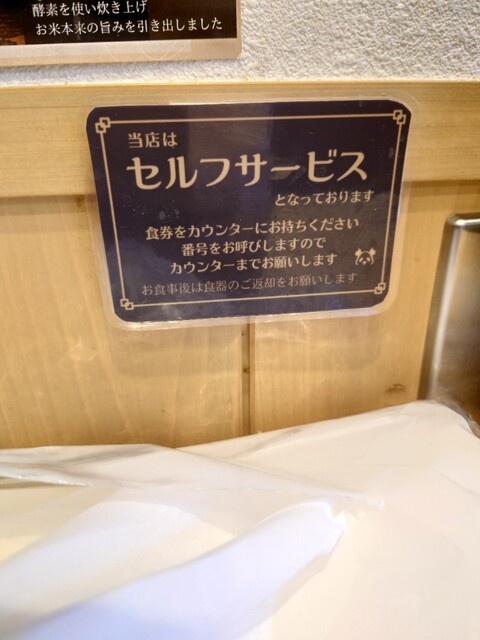 酵素を使い炊き上げ
お米本来の旨みを引き出しました
当店は
セルフサービス
となっております
食券をカウンターにお持ちください
番号をお呼びしますので
カウンターまでお願いします
お食事後は食器のご返却をお願いします